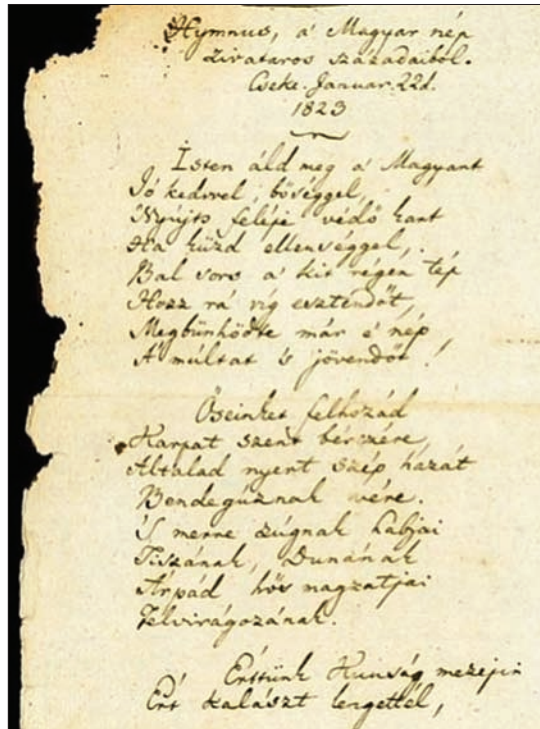 Hymnus, a' Magyar nép
zivataros századaiból.
Cseke. Januar. 22d.
1823
Isten áld meg a' Magyart
Jó kedvvel, bőséggel,
Nyújts feléje védő kart
Ha küzd ellenséggel,
Bal sors a' kit régen tép
Hozz rá víg esztendőt,
Megbűnhődte már e' nép
A' múltat 's jövendőt!
Őseinket felhozád
Kárpát szent bérczére,
Általad nyert szép hazát
Bendegúznak vére.
'S merre zúgnak habjai
Tiszának, Dunának
Árpád hős magzatjai
Felvirágozának.
Értünk Kunság mezejin
Ért kalászt lengettél,